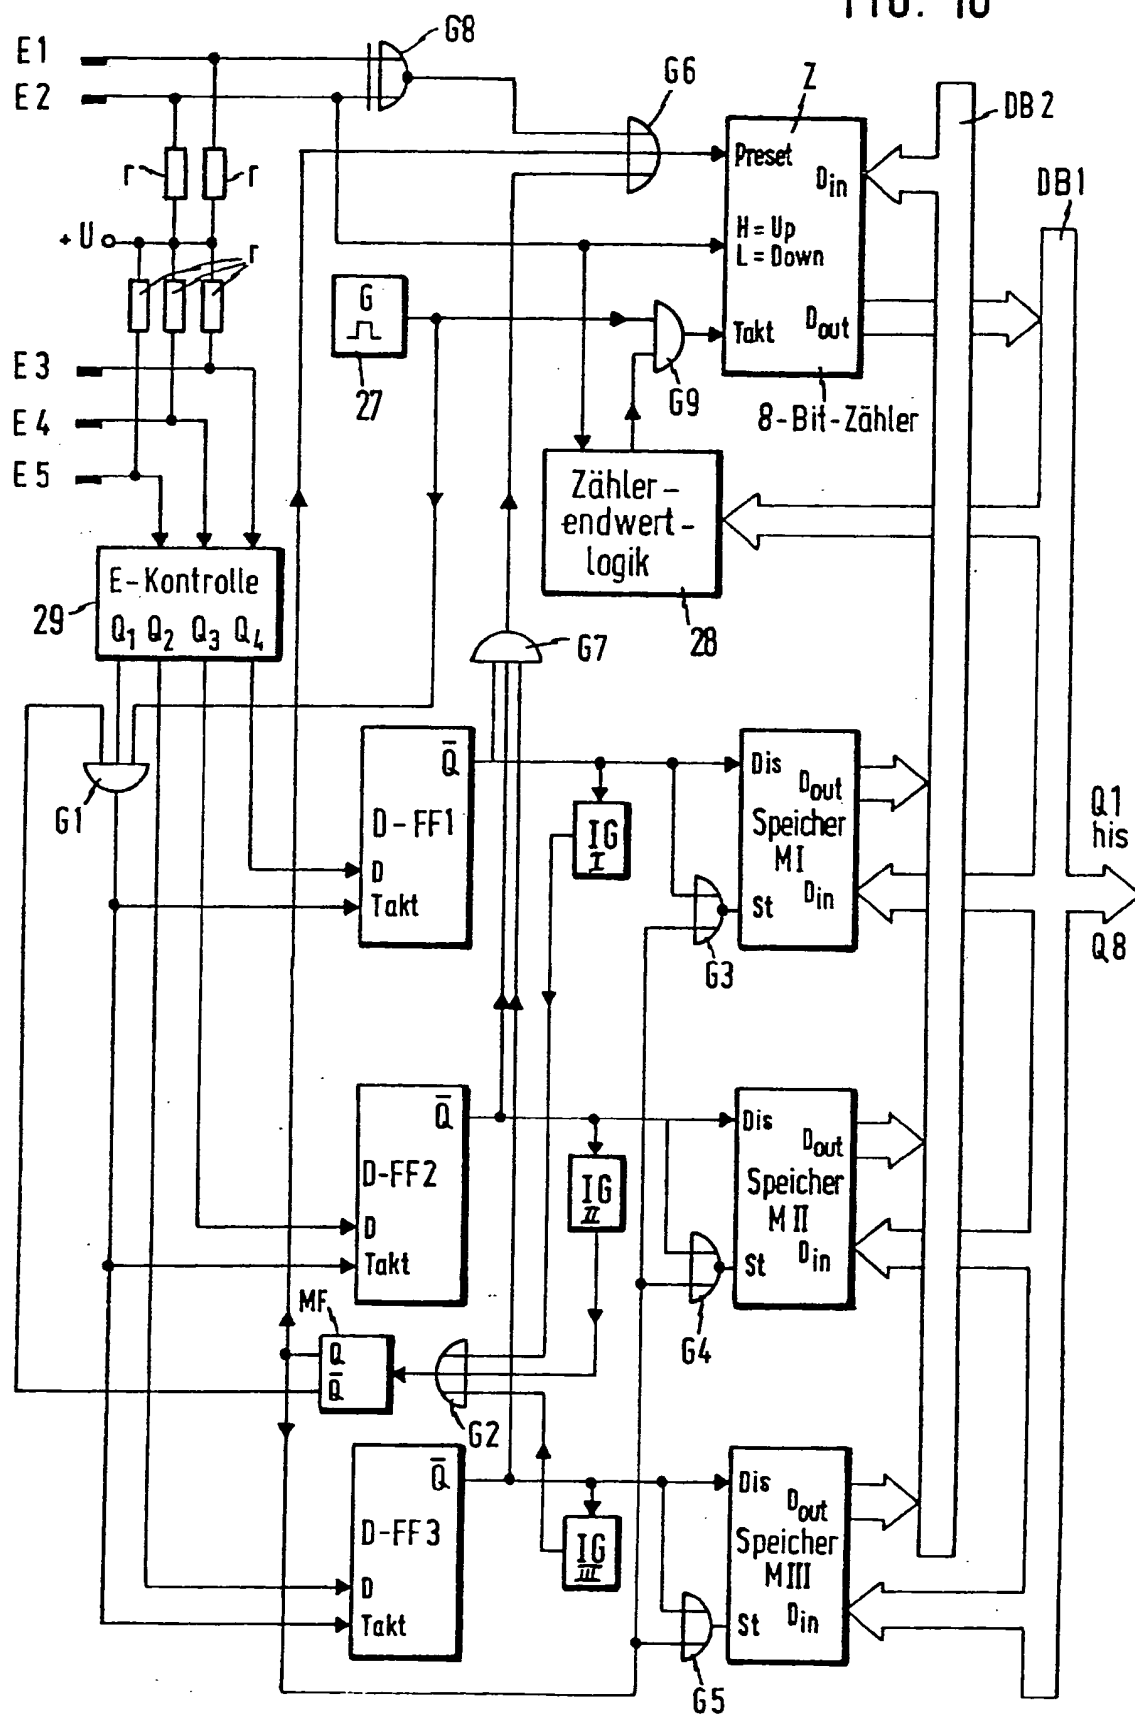 FIG. 10
E1
E2
G8
G6
Z
DB2
DB1
r
r
+U
r
Preset
Din
H=Up
L=Down
Takt
Dout
8-Bit-Zähler
G
27
G9
E3
E4
E5
Zähler-
endwert-
logik
28
E-Kontrolle
29
Q1 Q2 Q3 Q4
G7
G1
Q̅
D-FF1
D
Takt
IG
I
Dis
Dout
Speicher
MI
Din
St
G3
Q1
his
Q8
Q̅
D-FF2
D
Takt
IG
II
Dis
Dout
Speicher
MII
Din
St
G4
MF
Q
Q̅
G2
Q̅
D-FF3
D
Takt
IG
III
Dis
Dout
Speicher
MIII
Din
St
G5